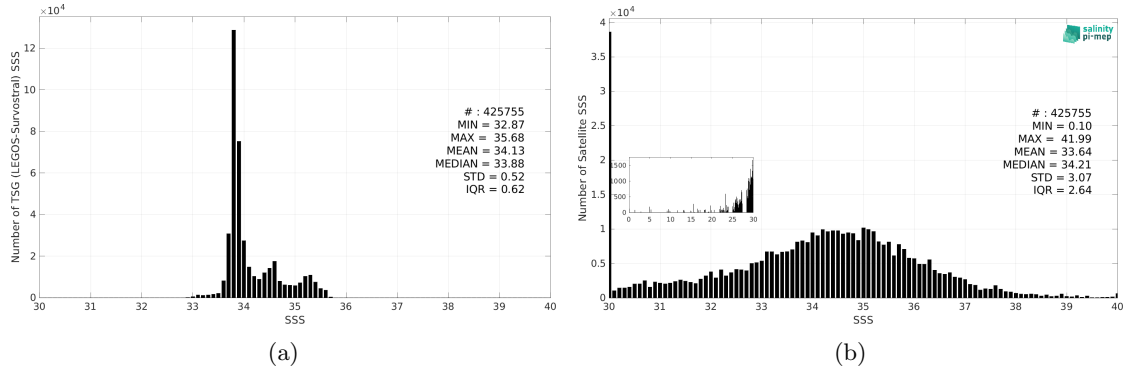 ×10⁴
12
10
8
6
4
2
0
Number of TSG (LEGOS-Survostral) SSS
# : 425755
MIN = 32.87
MAX = 35.68
MEAN = 34.13
MEDIAN = 33.88
STD = 0.52
IQR = 0.62
30 31 32 33 34 35 36 37 38 39 40
SSS
(a)
×10⁴
4
3.5
3
2.5
2
1.5
1
0.5
0
Number of Satellite SSS
salinity
pi-mep
# : 425755
MIN = 0.10
MAX = 41.99
MEAN = 33.64
MEDIAN = 34.21
STD = 3.07
IQR = 2.64
1500
1000
500
0
0 5 10 15 20 25 30
30 31 32 33 34 35 36 37 38 39 40
SSS
(b)